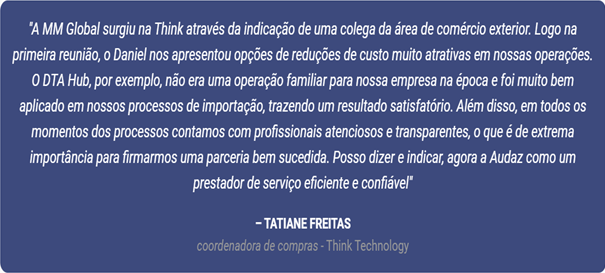 "A MM Global surgiu na Think através da indicação de uma colega da área de comércio exterior. Logo na
primeira reunião, o Daniel nos apresentou opções de reduções de custo muito atrativas em nossas operações.
O DTA Hub, por exemplo, não era uma operação familiar para nossa empresa na época e foi muito bem
aplicado em nossos processos de importação, trazendo um resultado satisfatório. Além disso, em todos os
momentos dos processos contamos com profissionais atenciosos e transparentes, o que é de extrema
importância para firmarmos uma parceria bem sucedida. Posso dizer e indicar, agora a Audaz como um
prestador de serviço eficiente e confiável"
– TATIANE FREITAS
coordenadora de compras - Think Technology